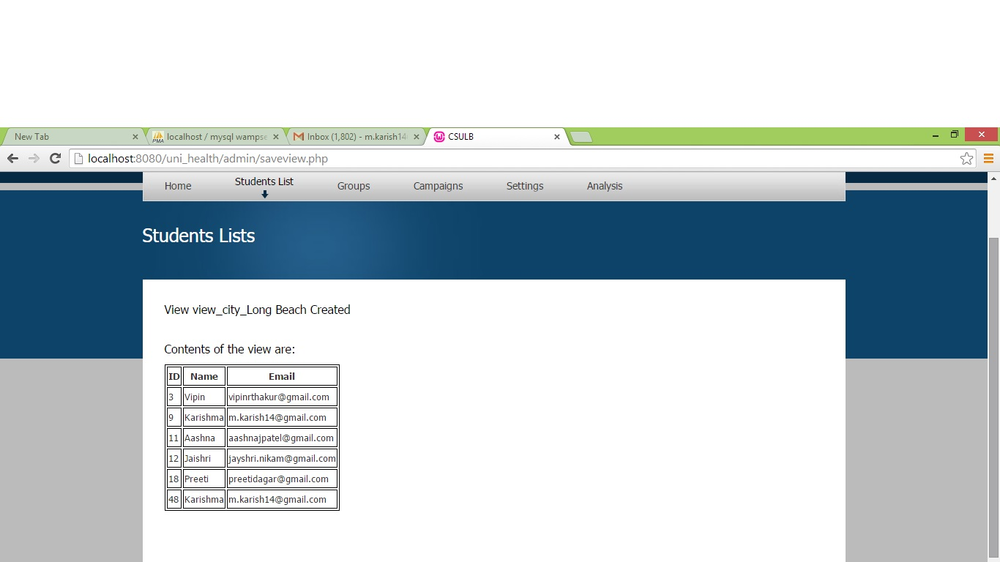 New Tab
localhost / mysql wampse
Inbox (1,802) - m.karish14
CSULB
localhost:8080/uni_health/admin/saveview.php
Home Students List Groups Campaigns Settings Analysis
Students Lists
View view_city_Long Beach Created
Contents of the view are:
ID Name Email
3 Vipin vipinrthakur@gmail.com
9 Karishma m.karish14@gmail.com
11 Aashna aashnajpatel@gmail.com
12 Jaishri jayshri.nikam@gmail.com
18 Preeti preetidagar@gmail.com
48 Karishma m.karish14@gmail.com